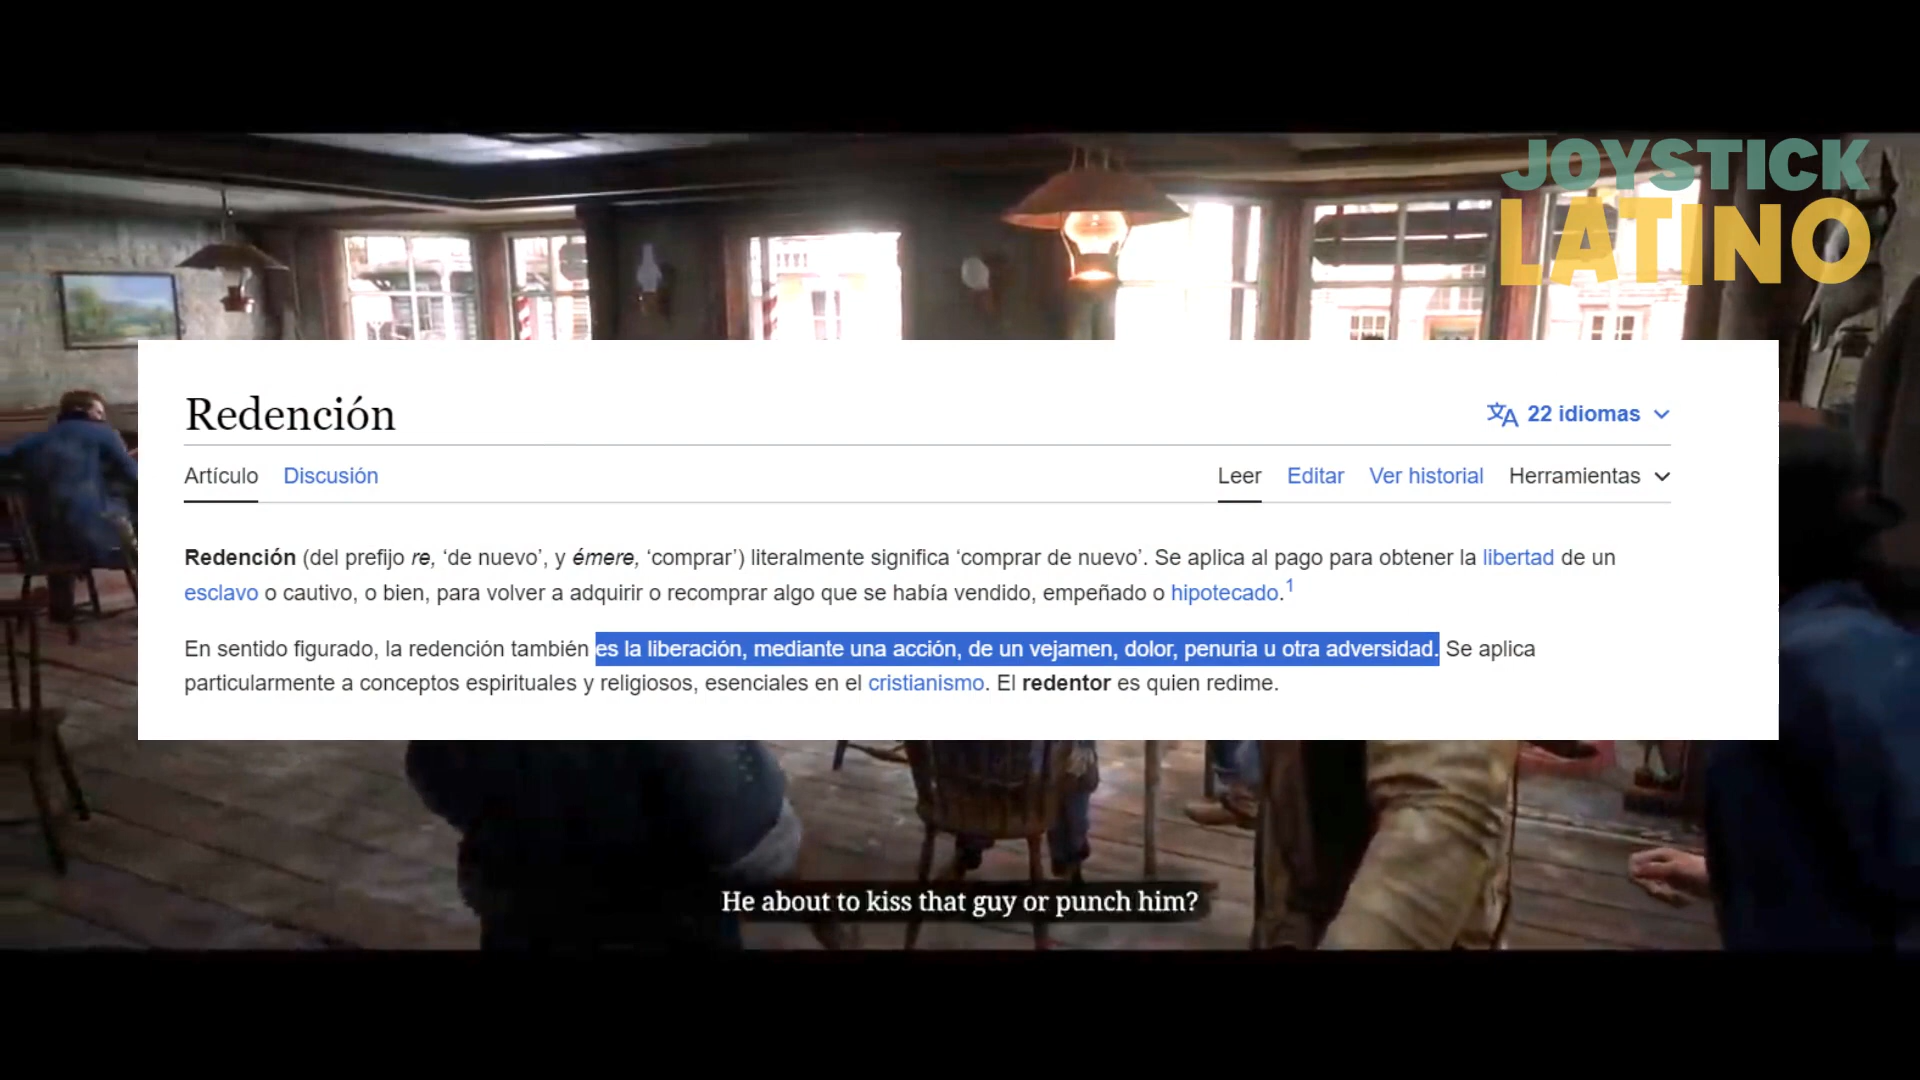 JOYSTICK
LATINO
Redención
22 idiomas
Artículo Discusión Leer Editar Ver historial Herramientas
Redención (del prefijo re, ‘de nuevo’, y émere, ‘comprar’) literalmente significa ‘comprar de nuevo’. Se aplica al pago para obtener la libertad de un
esclavo o cautivo, o bien, para volver a adquirir o recomprar algo que se había vendido, empeñado o hipotecado.1
En sentido figurado, la redención también es la liberación, mediante una acción, de un vejamen, dolor, penuria u otra adversidad. Se aplica
particularmente a conceptos espirituales y religiosos, esenciales en el cristianismo. El redentor es quien redime.
He about to kiss that guy or punch him?